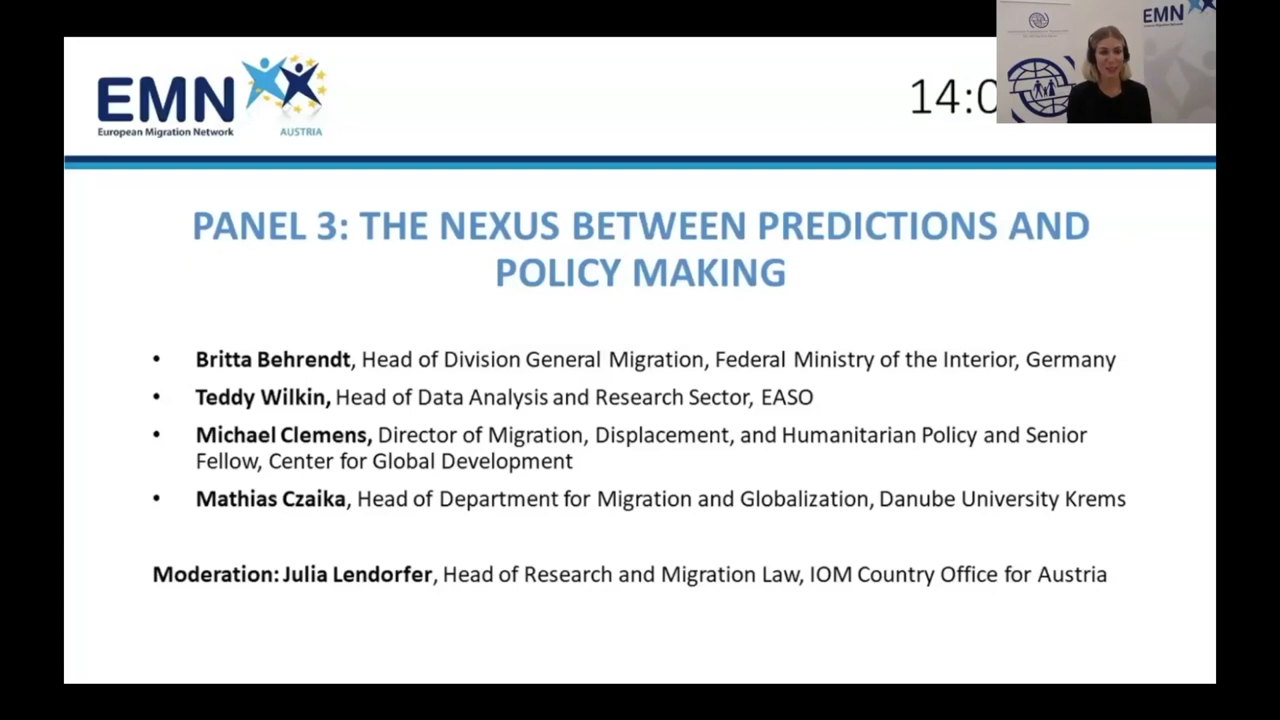 EMN
European Migration Network
AUSTRIA
14:0
EMN
PANEL 3: THE NEXUS BETWEEN PREDICTIONS AND
POLICY MAKING
• Britta Behrendt, Head of Division General Migration, Federal Ministry of the Interior, Germany
• Teddy Wilkin, Head of Data Analysis and Research Sector, EASO
• Michael Clemens, Director of Migration, Displacement, and Humanitarian Policy and Senior
Fellow, Center for Global Development
• Mathias Czaika, Head of Department for Migration and Globalization, Danube University Krems
Moderation: Julia Lendorfer, Head of Research and Migration Law, IOM Country Office for Austria